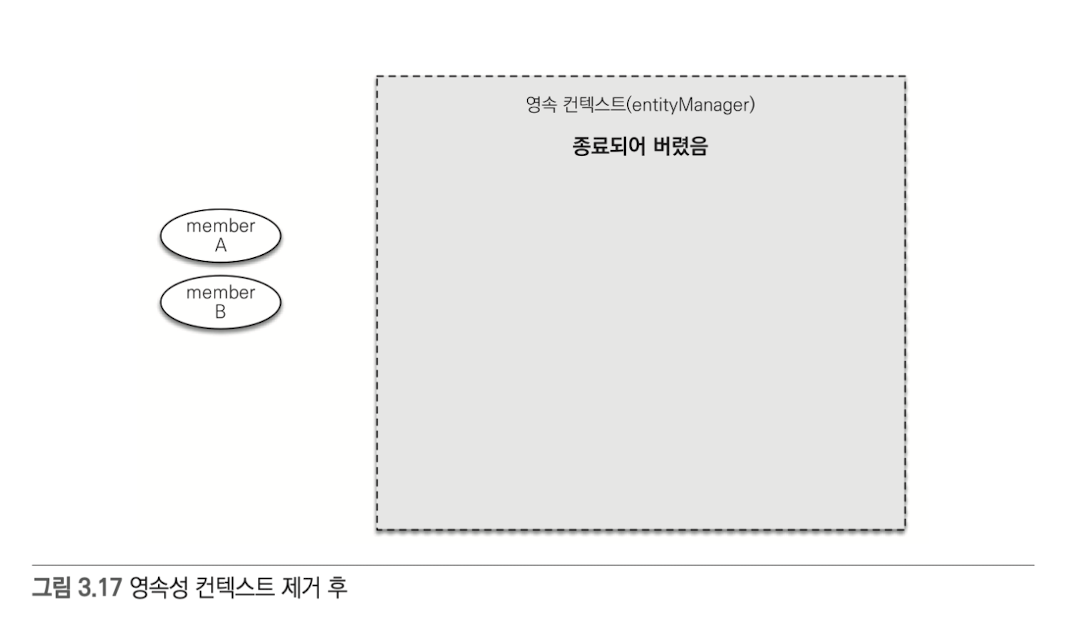 영속 컨텍스트(entityManager)
종료되어 버렸음
member
A
member
B
그림 3.17 영속성 컨텍스트 제거 후